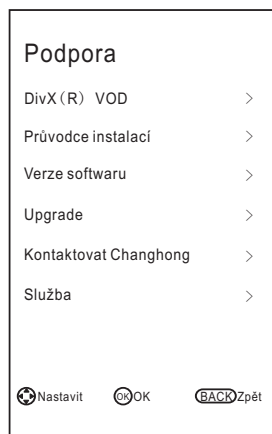 Podpora
DivX(R) VOD >
Průvodce instalací >
Verze softwaru >
Upgrade >
Kontaktovat Changhong >
Služba >
Nastavit OK OK BACK Zpět